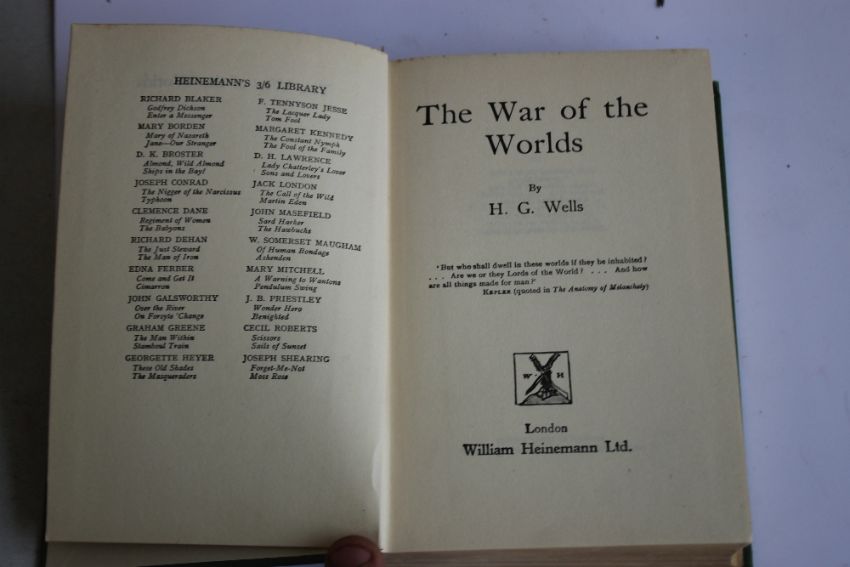 HEINEMANN'S 3/6 LIBRARY
RICHARD BLAKER
Godfrey Dickson
Enter a Messenger
MARY BORDEN
Mary of Nazareth
Jane—Our Stranger
D. K. BROSTER
Almond, Wild Almond
Ships in the Bay!
JOSEPH CONRAD
The Nigger of the Narcissus
Typhoon
CLEMENCE DANE
Regiment of Women
The Babyons
RICHARD DEHAN
The Just Steward
The Man of Iron
EDNA FERBER
Come and Get It
Cimarron
JOHN GALSWORTHY
Over the River
On Forsyte 'Change
GRAHAM GREENE
The Man Within
Stamboul Train
GEORGETTE HEYER
These Old Shades
The Masqueraders
F. TENNYSON JESSE
The Lacquer Lady
Tom Fool
MARGARET KENNEDY
The Constant Nymph
The Fool of the Family
D. H. LAWRENCE
Lady Chatterley's Lover
Sons and Lovers
JACK LONDON
The Call of the Wild
Martin Eden
JOHN MASEFIELD
Sard Harker
The Hawbucks
W. SOMERSET MAUGHAM
Of Human Bondage
Ashenden
MARY MITCHELL
A Warning to Wantons
Pendulum Swing
J. B. PRIESTLEY
Wonder Hero
Benighted
CECIL ROBERTS
Scissors
Sails of Sunset
JOSEPH SHEARING
Forget-Me-Not
Moss Rose
The War of the
Worlds
By
H. G. Wells
'But who shall dwell in these worlds if they be inhabited?
. . . Are we or they Lords of the World? . . . And how
are all things made for man?'
KEPLER (quoted in The Anatomy of Melancholy)
W H
London
William Heinemann Ltd.